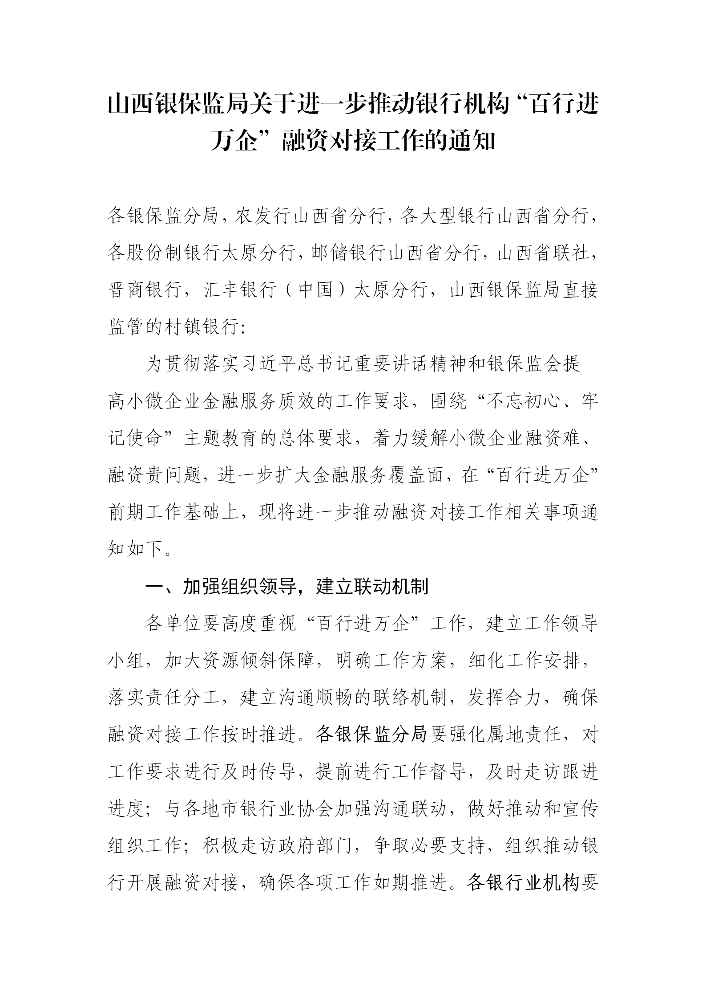 山西银保监局关于进一步推动银行机构“百行进
万企”融资对接工作的通知
各银保监分局，农发行山西省分行，各大型银行山西省分行，
各股份制银行太原分行，邮储银行山西省分行，山西省联社，
晋商银行，汇丰银行（中国）太原分行，山西银保监局直接
监管的村镇银行：
为贯彻落实习近平总书记重要讲话精神和银保监会提
高小微企业金融服务质效的工作要求，围绕“不忘初心、牢
记使命”主题教育的总体要求，着力缓解小微企业融资难、
融资贵问题，进一步扩大金融服务覆盖面，在“百行进万企”
前期工作基础上，现将进一步推动融资对接工作相关事项通
知如下。
一、加强组织领导，建立联动机制
各单位要高度重视“百行进万企”工作，建立工作领导
小组，加大资源倾斜保障，明确工作方案，细化工作安排，
落实责任分工，建立沟通顺畅的联络机制，发挥合力，确保
融资对接工作按时推进。各银保监分局要强化属地责任，对
工作要求进行及时传导，提前进行工作督导，及时走访跟进
进度；与各地市银行业协会加强沟通联动，做好推动和宣传
组织工作；积极走访政府部门，争取必要支持，组织推动银
行开展融资对接，确保各项工作如期推进。各银行业机构要